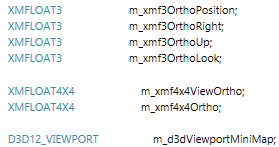 XMFLOAT3 m_xmf3OrthoPosition;
XMFLOAT3 m_xmf3OrthoRight;
XMFLOAT3 m_xmf3OrthoUp;
XMFLOAT3 m_xmf3OrthoLook;
XMFLOAT4X4 m_xmf4x4ViewOrtho;
XMFLOAT4X4 m_xmf4x4Ortho;
D3D12_VIEWPORT m_d3dViewportMiniMap;